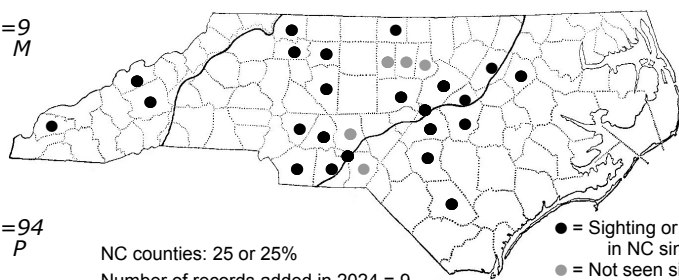 =9
M
=94
P
NC counties: 25 or 25%
● = Sighting or
in NC sin
● = Not seen si
Number of records added in 2024 = 9